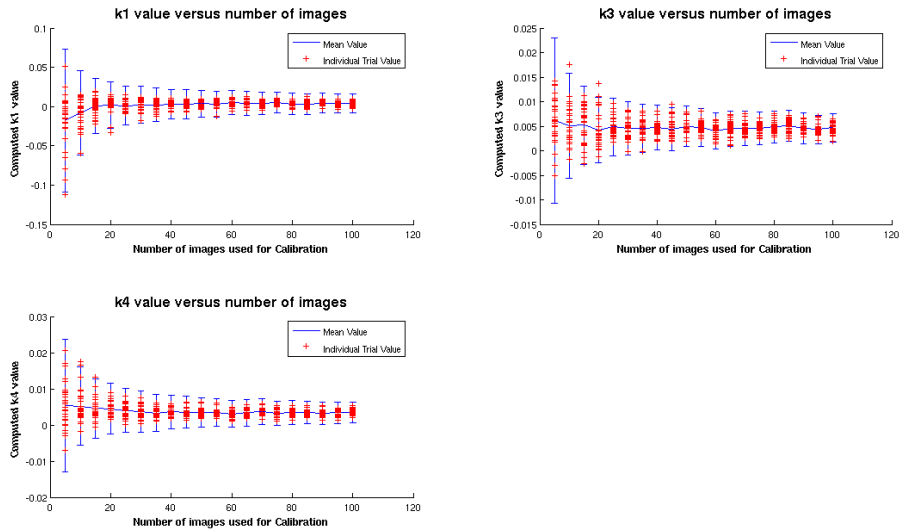 k1 value versus number of images
0.1
0.05
0
-0.05
-0.1
-0.15
0
20
40
60
80
100
120
Computed k1 value
Number of images used for Calibration
Mean Value
Individual Trial Value
k3 value versus number of images
0.025
0.02
0.015
0.01
0.005
0
-0.005
-0.01
-0.015
0
20
40
60
80
100
120
Computed k3 value
Number of images used for Calibration
Mean Value
Individual Trial Value
k4 value versus number of images
0.03
0.02
0.01
0
-0.01
-0.02
0
20
40
60
80
100
120
Computed k4 value
Number of images used for Calibration
Mean Value
Individual Trial Value